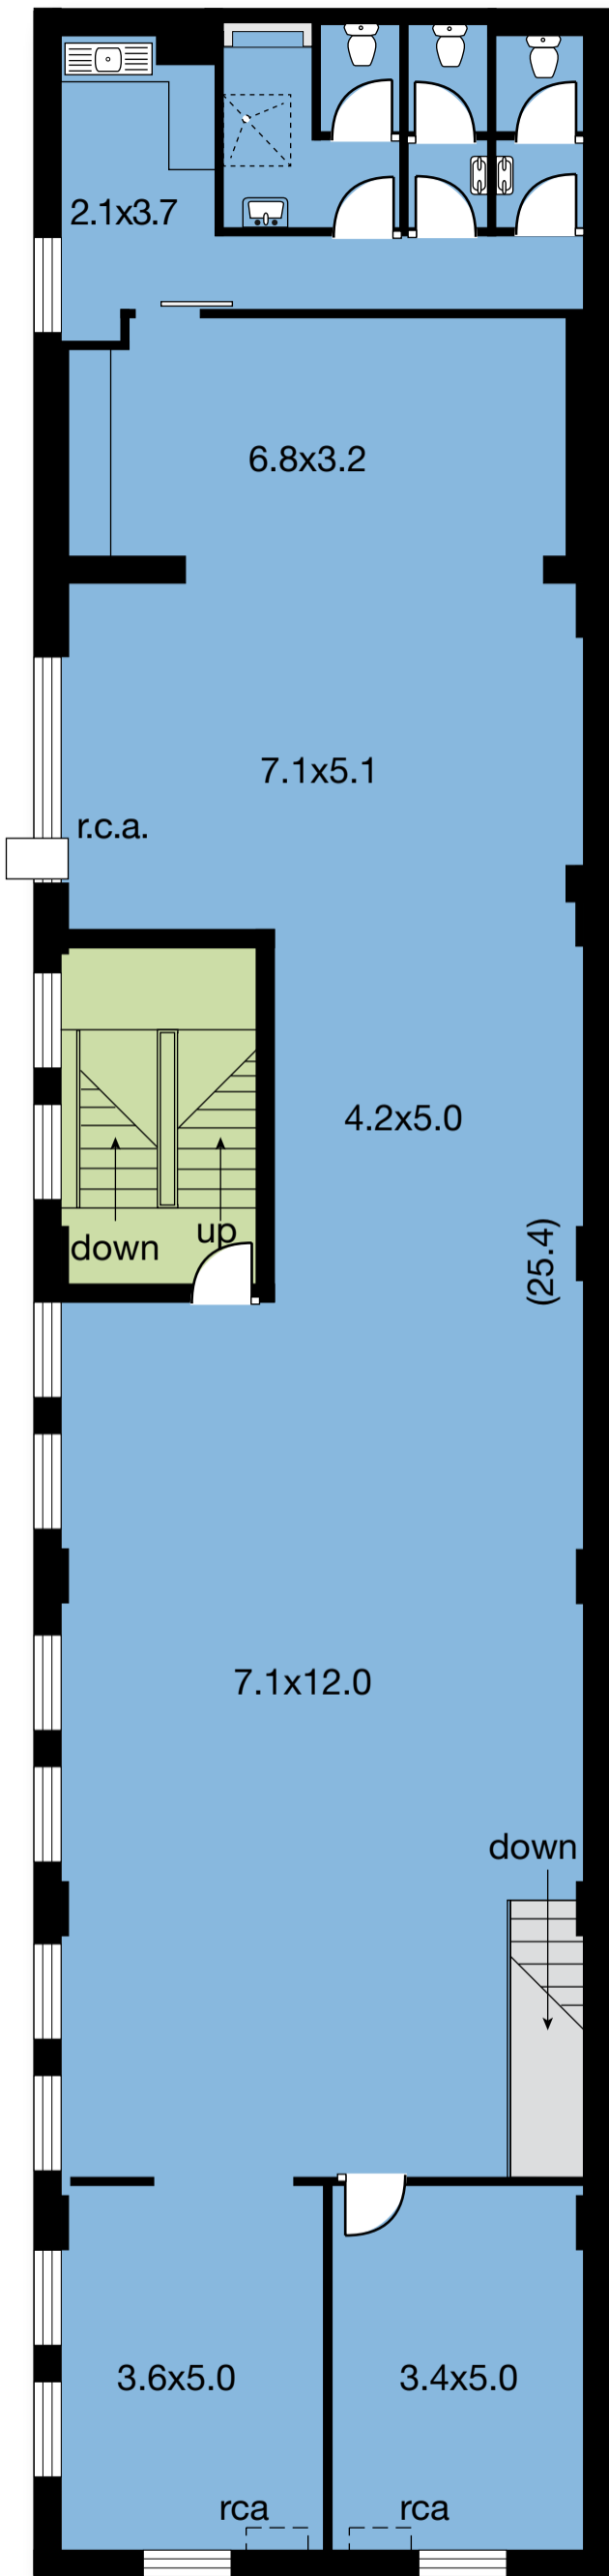 2.1x3.7
6.8x3.2
7.1x5.1
r.c.a.
4.2x5.0
down
up
(25.4)
7.1x12.0
down
3.6x5.0
3.4x5.0
rca
rca